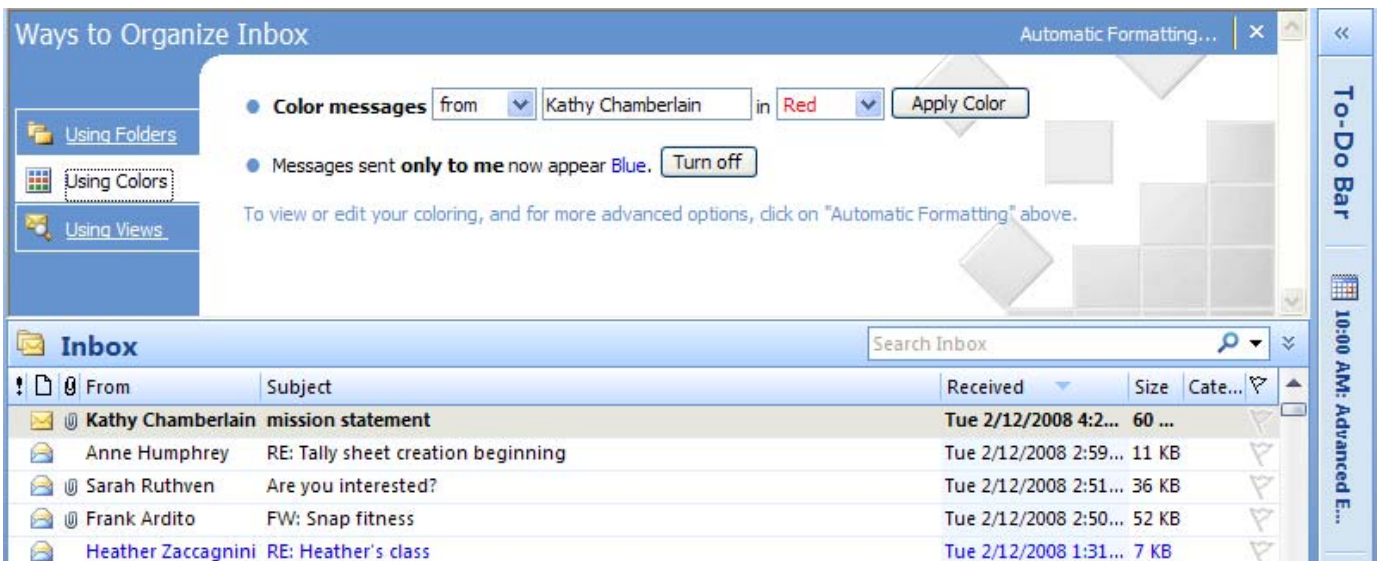 Ways to Organize Inbox Automatic Formatting...
Using Folders
Using Colors
Using Views
Color messages from Kathy Chamberlain in Red Apply Color
Messages sent only to me now appear Blue. Turn off
To view or edit your coloring, and for more advanced options, click on "Automatic Formatting" above.
Inbox Search Inbox
From Subject Received Size Cate...
Kathy Chamberlain mission statement Tue 2/12/2008 4:2... 60 ...
Anne Humphrey RE: Tally sheet creation beginning Tue 2/12/2008 2:59... 11 KB
Sarah Ruthven Are you interested? Tue 2/12/2008 2:51... 36 KB
Frank Ardito FW: Snap fitness Tue 2/12/2008 2:50... 52 KB
Heather Zaccagnini RE: Heather's class Tue 2/12/2008 1:31... 7 KB
To-Do Bar
10:00 AM: Advanced E...